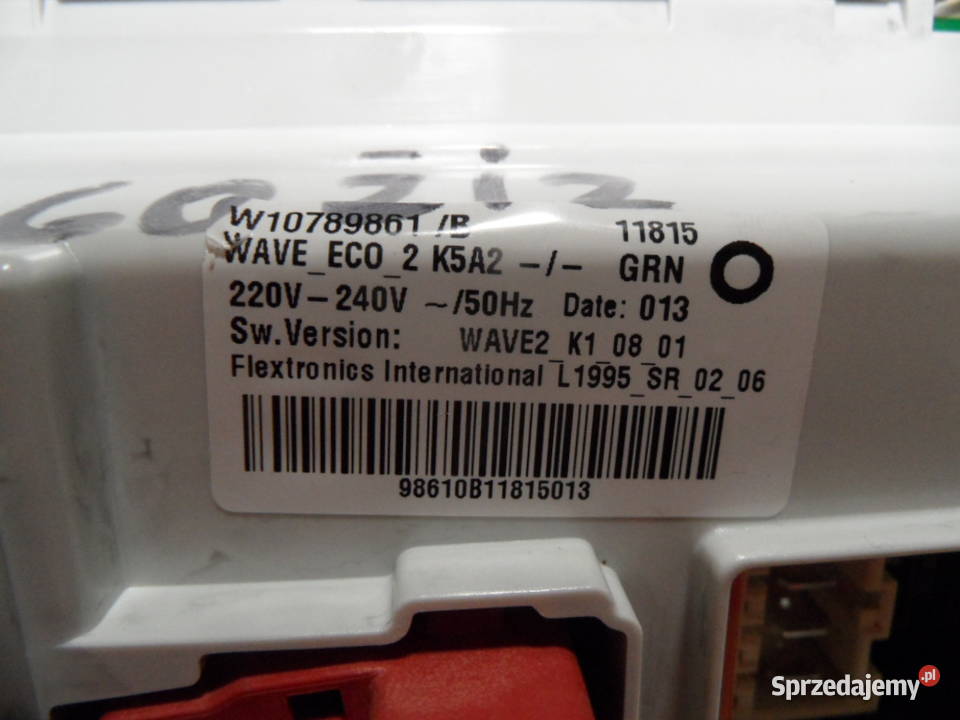 W10789861 /B 11815
WAVE_ECO_2 K5A2 -/- GRN
220V-240V ~/50Hz Date: 013
Sw.Version: WAVE2_K1_08_01
Flextronics International L1995_SR_02_06
98610B11815013
Sprzedajemy.pl